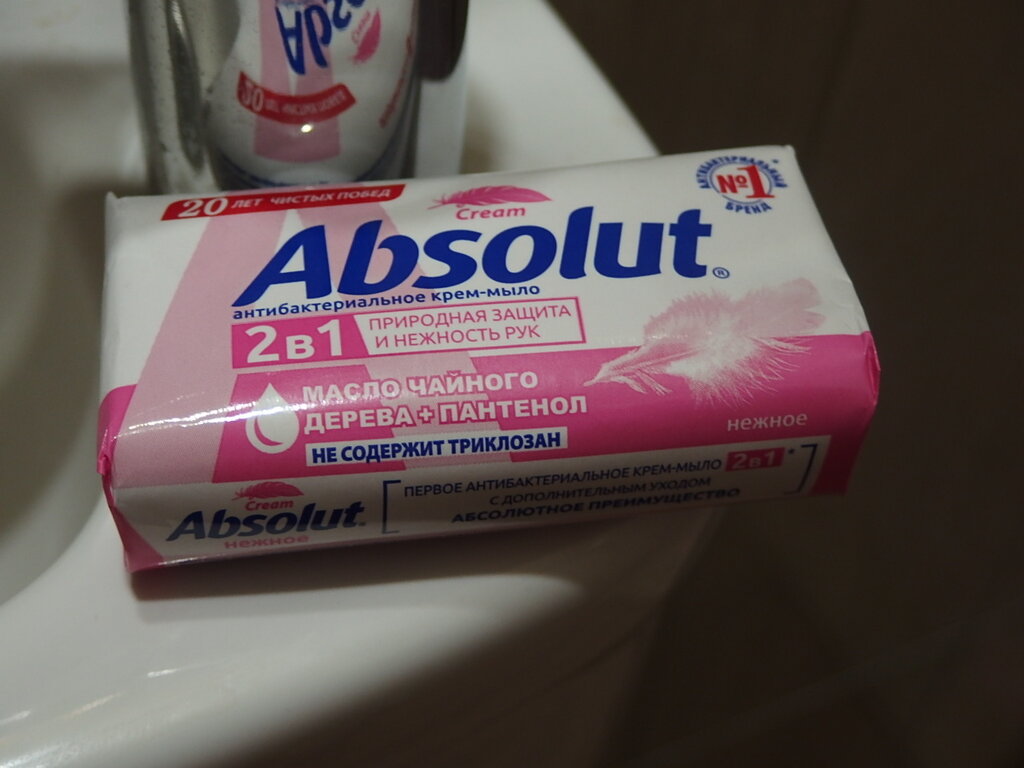 20 ЛЕТ ЧИСТЫХ ПОБЕД
Cream
Absolut®
АНТИБАКТЕРИАЛЬНЫЙ
№1
БРЕНД
антибактериальное крем-мыло
2в1
ПРИРОДНАЯ ЗАЩИТА
И НЕЖНОСТЬ РУК
МАСЛО ЧАЙНОГО
ДЕРЕВА + ПАНТЕНОЛ
НЕ СОДЕРЖИТ ТРИКЛОЗАН
нежное
Cream
Absolut
нежное
ПЕРВОЕ АНТИБАКТЕРИАЛЬНОЕ КРЕМ-МЫЛО 2в1*
С ДОПОЛНИТЕЛЬНЫМ УХОДОМ
АБСОЛЮТНОЕ ПРЕИМУЩЕСТВО